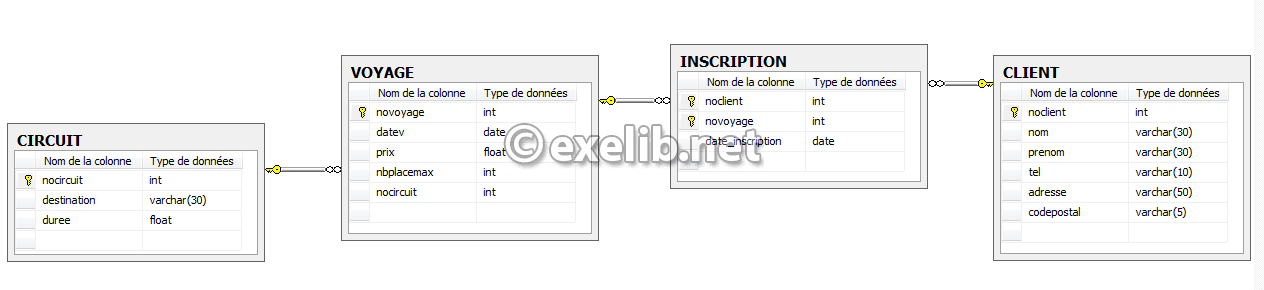 CIRCUIT
Nom de la colonne Type de données
nocircuit int
destination varchar(30)
duree float
VOYAGE
Nom de la colonne Type de données
novoyage int
datev date
prix float
nbplacemax int
nocircuit int
INSCRIPTION
Nom de la colonne Type de données
noclient int
novoyage int
date_inscription date
CLIENT
Nom de la colonne Type de données
noclient int
nom varchar(30)
prenom varchar(30)
tel varchar(10)
adresse varchar(50)
codepostal varchar(5)
© exelib.net